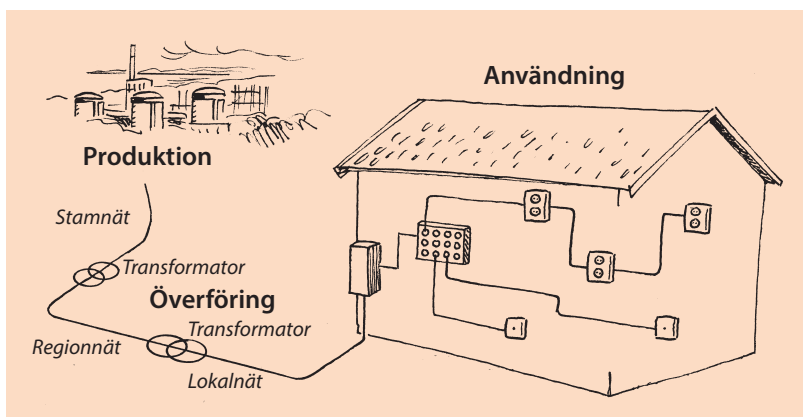 Användning
Produktion
Stamnät
Transformator
Överföring
Transformator
Regionnät
Lokalnät